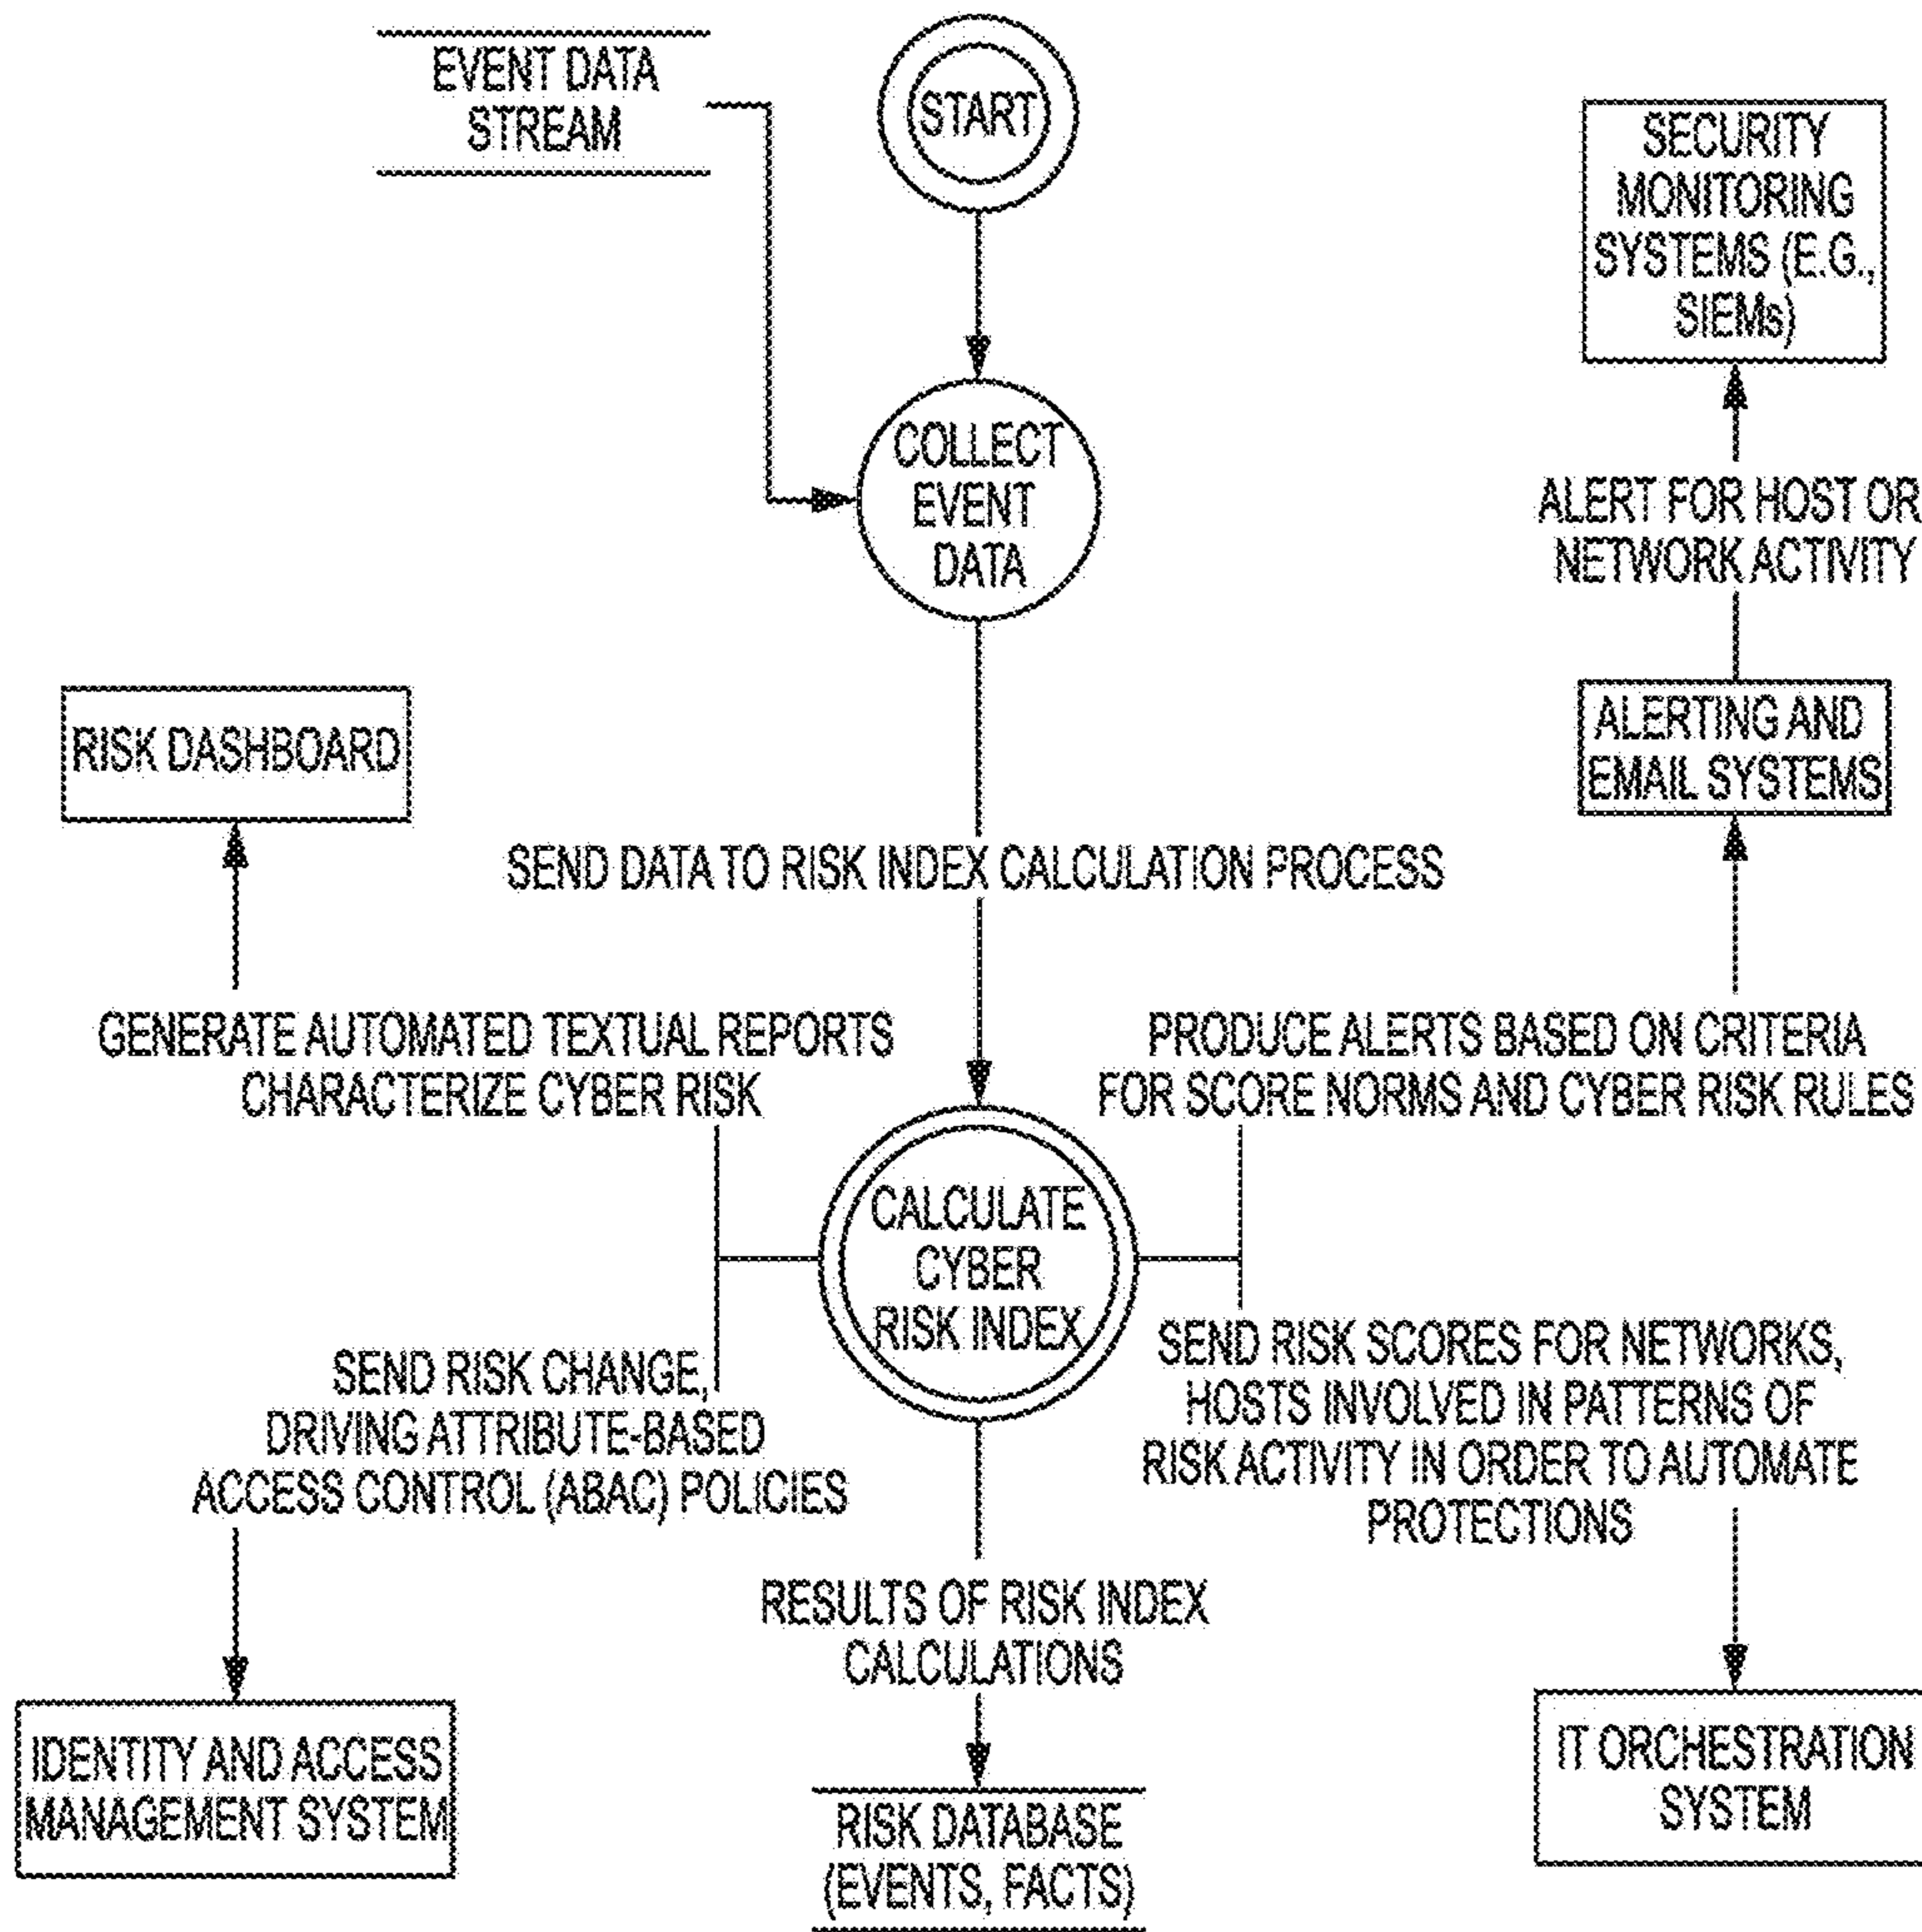 EVENT DATA
STREAM
START
SECURITY
MONITORING
SYSTEMS (E.G.,
SIEMs)
COLLECT
EVENT
DATA
ALERT FOR HOST OR
NETWORK ACTIVITY
RISK DASHBOARD
ALERTING AND
EMAIL SYSTEMS
SEND DATA TO RISK INDEX CALCULATION PROCESS
GENERATE AUTOMATED TEXTUAL REPORTS
CHARACTERIZE CYBER RISK
PRODUCE ALERTS BASED ON CRITERIA
FOR SCORE NORMS AND CYBER RISK RULES
CALCULATE
CYBER
RISK INDEX
SEND RISK CHANGE,
DRIVING ATTRIBUTE-BASED
ACCESS CONTROL (ABAC) POLICIES
SEND RISK SCORES FOR NETWORKS,
HOSTS INVOLVED IN PATTERNS OF
RISK ACTIVITY IN ORDER TO AUTOMATE
PROTECTIONS
RESULTS OF RISK INDEX
CALCULATIONS
IDENTITY AND ACCESS
MANAGEMENT SYSTEM
RISK DATABASE
(EVENTS, FACTS)
IT ORCHESTRATION
SYSTEM